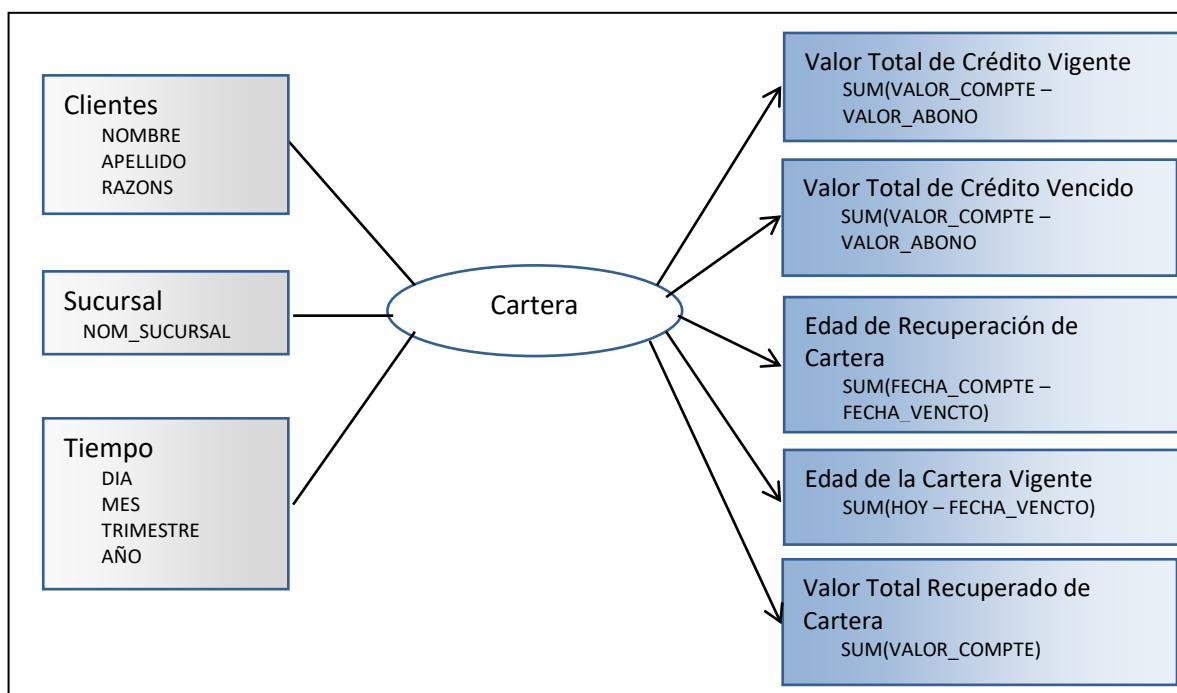 Clientes
NOMBRE
APELLIDO
RAZONS
Sucursal
NOM_SUCURSAL
Tiempo
DIA
MES
TRIMESTRE
AÑO
Cartera
Valor Total de Crédito Vigente
SUM(VALOR_COMPTE –
VALOR_ABONO
Valor Total de Crédito Vencido
SUM(VALOR_COMPTE –
VALOR_ABONO
Edad de Recuperación de
Cartera
SUM(FECHA_COMPTE –
FECHA_VENCTO)
Edad de la Cartera Vigente
SUM(HOY – FECHA_VENCTO)
Valor Total Recuperado de
Cartera
SUM(VALOR_COMPTE)